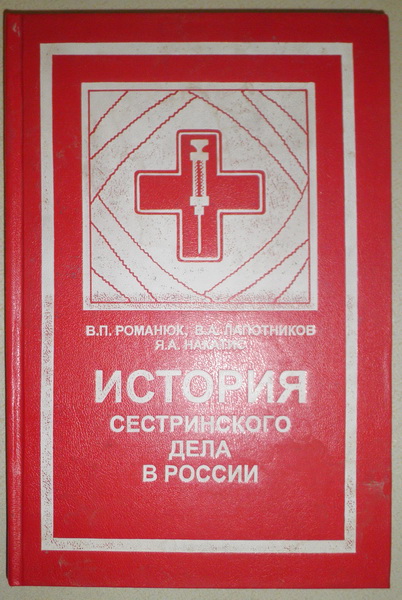 В.П. РОМАНЮК, В.А. ЛАПОТНИКОВ
Я.А. НАКАТИС
ИСТОРИЯ
СЕСТРИНСКОГО
ДЕЛА
В РОССИИ